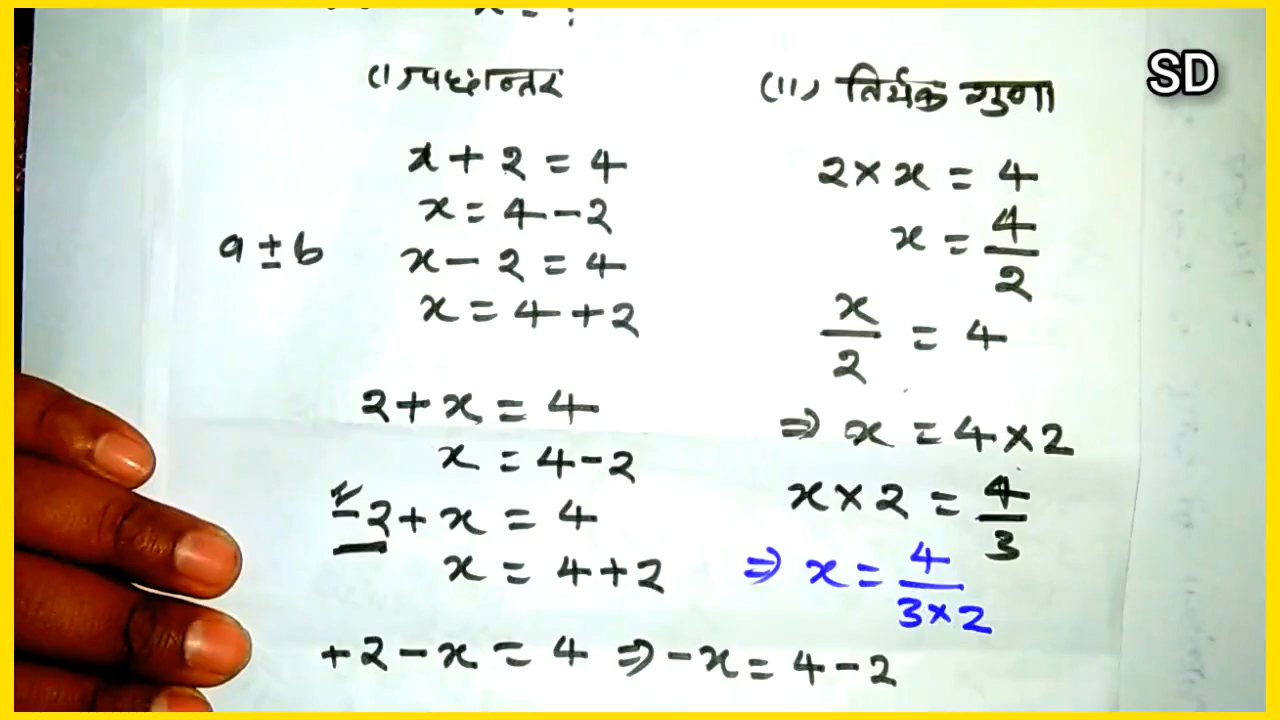 x = ?
(i) पक्षान्तर
x + 2 = 4
x = 4 - 2
a ± b
x - 2 = 4
x = 4 + 2
2 + x = 4
x = 4 - 2
-2 + x = 4
x = 4 + 2
+2 - x = 4 ⇒ -x = 4 - 2
(ii) तिर्यक गुना
2 × x = 4
x = 4/2
x/2 = 4
⇒ x = 4 × 2
x × 2 = 4/3
⇒ x = 4/(3×2)
SD